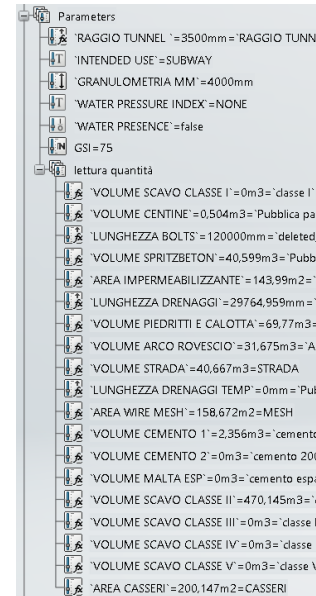 Parameters
`RAGGIO TUNNEL `=3500mm=`RAGGIO TUNN
`INTENDED USE`=SUBWAY
`GRANULOMETRIA MM`=4000mm
`WATER PRESSURE INDEX`=NONE
`WATER PRESENCE`=false
GSI=75
lettura quantità
`VOLUME SCAVO CLASSE I`=0m3=`classe I`
`VOLUME CENTINE`=0,504m3=`Pubblica pa
`LUNGHEZZA BOLTS`=120000mm=`deleted
`VOLUME SPRITZBETON`=40,599m3=`Pubb
`AREA IMPERMEABILIZZANTE`=143,99m2=`
`LUNGHEZZA DRENAGGI`=29764,959mm=`
`VOLUME PIEDRITTI E CALOTTA`=69,77m3=
`VOLUME ARCO ROVESCIO`=31,675m3=`A
`VOLUME STRADA`=40,667m3=STRADA
`LUNGHEZZA DRENAGGI TEMP`=0mm=`Pul
`AREA WIRE MESH`=158,672m2=MESH
`VOLUME CEMENTO 1`=2,356m3=`cemento
`VOLUME CEMENTO 2`=0m3=`cemento 200
`VOLUME MALTA ESP`=0m3=`cemento espa
`VOLUME SCAVO CLASSE II`=470,145m3=`c
`VOLUME SCAVO CLASSE III`=0m3=`classe I
`VOLUME SCAVO CLASSE IV`=0m3=`classe
`VOLUME SCAVO CLASSE V`=0m3=`classe V
`AREA CASSERI`=200,147m2=CASSERI